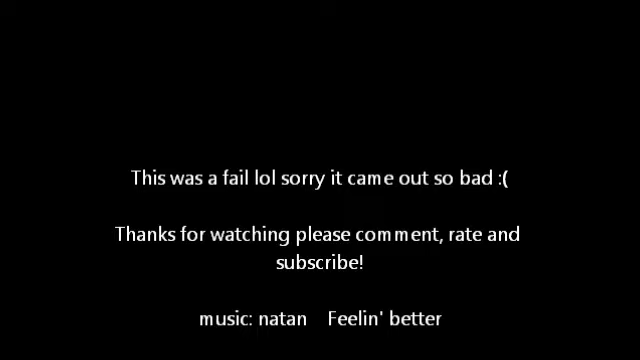 This was a fail lol sorry it came out so bad :(
Thanks for watching please comment, rate and
subscribe!
music: natan    Feelin' better